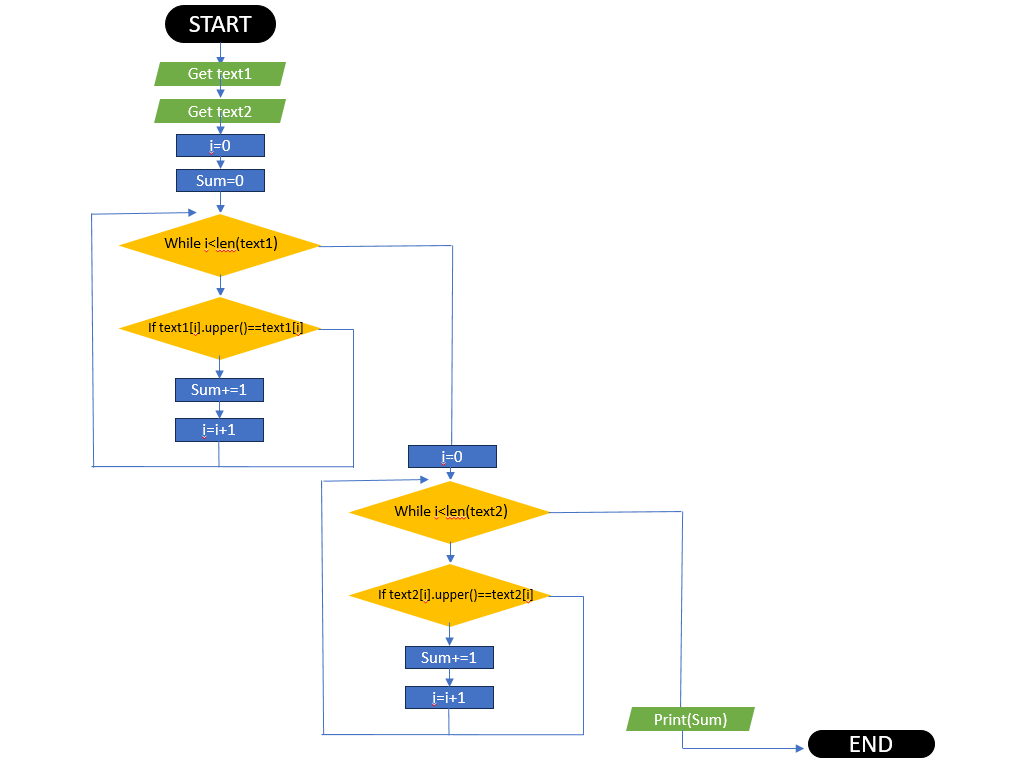 START
Get text1
Get text2
i=0
Sum=0
While i<len(text1)
If text1[i].upper()==text1[i]
Sum+=1
i=i+1
i=0
While i<len(text2)
If text2[i].upper()==text2[i]
Sum+=1
i=i+1
Print(Sum)
END